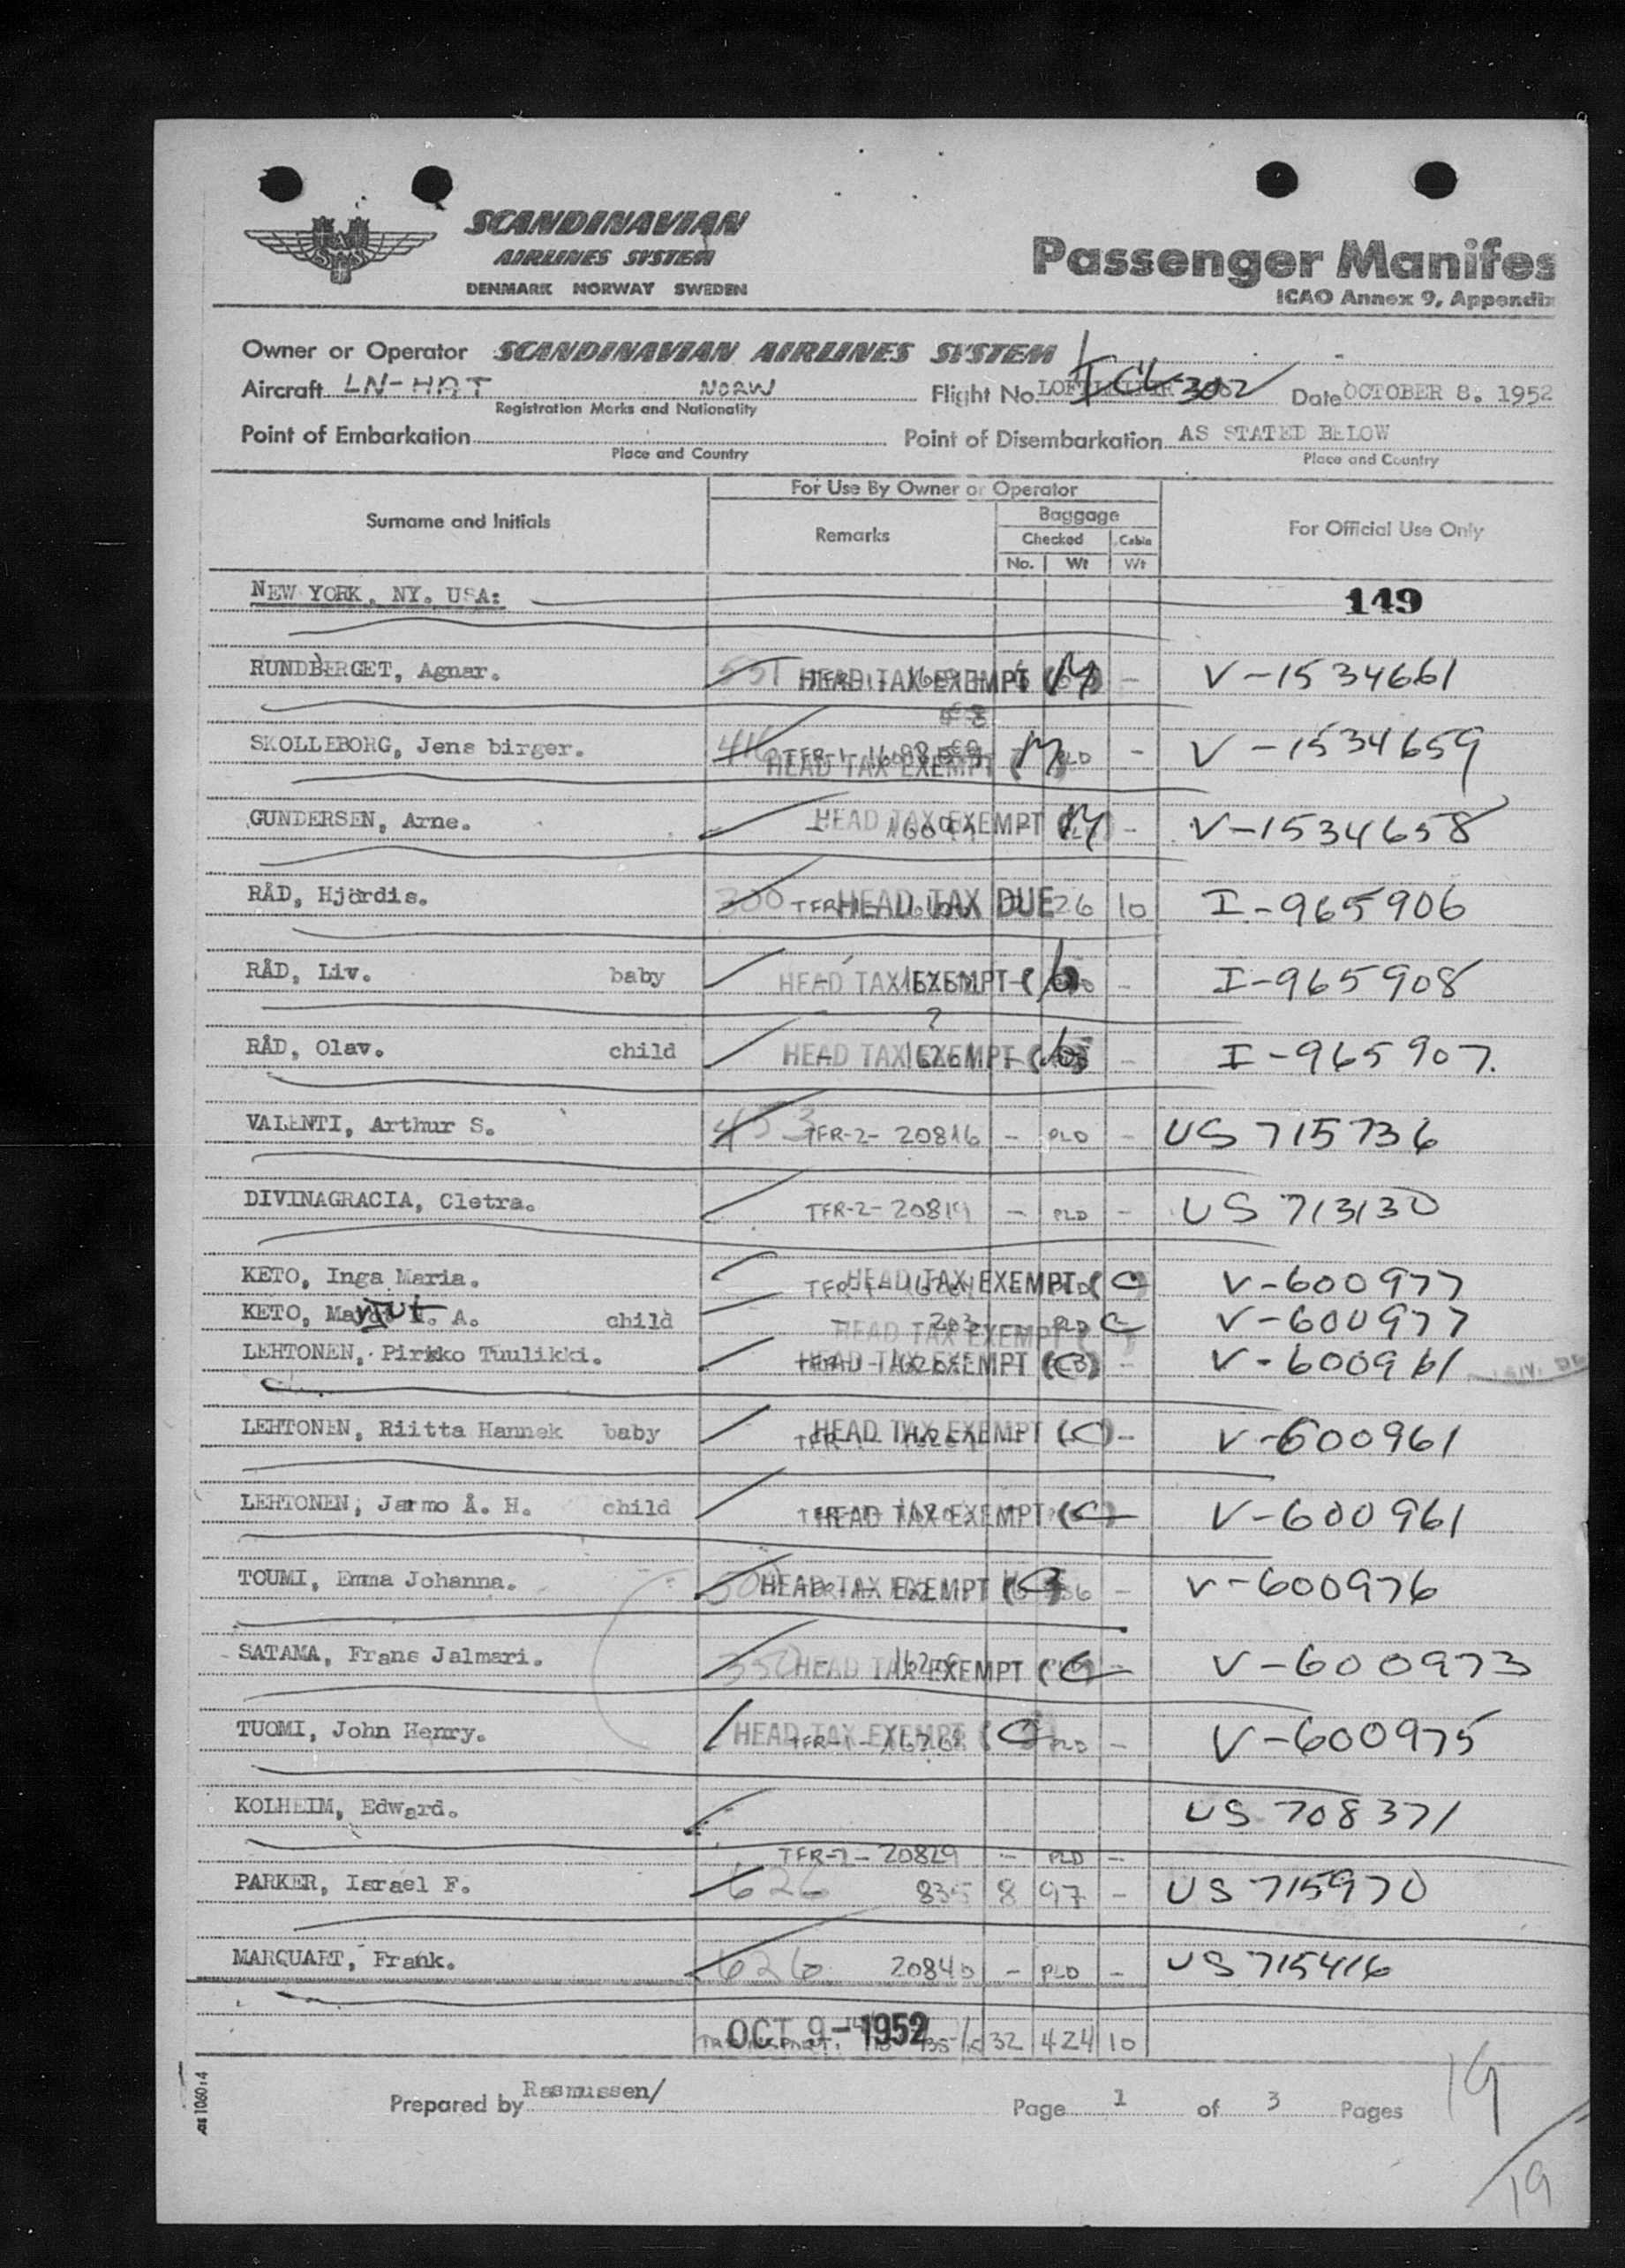 SCANDINAVIAN
AIRLINES SYSTEM
DENMARK NORWAY SWEDEN
Passenger Manifes
ICAO Annex 9, Appendix
Owner or Operator SCANDINAVIAN AIRLINES SYSTEM
Aircraft LN-HAT NORW Flight No. 302 Date OCTOBER 8. 1952
Registration Marks and Nationality
Point of Embarkation Point of Disembarkation AS STATED BELOW
Place and Country Place and Country
For Use By Owner or Operator
Surname and Initials Remarks Baggage For Official Use Only
Checked Cabin
No. Wt Wt
NEW YORK, NY. USA: 149
RUNDBERGET, Agnar. 551 HEAD TAX EXEMPT (M) - V-1534661
SKOLLEBORG, Jens birger. 416 HEAD TAX EXEMPT (M) PLD - V-1534659
GUNDERSEN, Arne. HEAD TAX EXEMPT (M) - V-1534658
RÅD, Hjördis. 300 HEAD TAX DUE 26 10 I-965906
RÅD, Liv. baby HEAD TAX EXEMPT (b) - I-965908
RÅD, Olav. child HEAD TAX EXEMPT (b) - I-965907.
VALENTI, Arthur S. 453 TFR-2- 20816 - PLD - US 715736
DIVINAGRACIA, Cletra. TFR-2- 20819 - PLD - US 713130
KETO, Inga Maria. HEAD TAX EXEMPT (C) V-600977
KETO, A. child HEAD TAX EXEMPT PLD C V-600977
LEHTONEN, Pirkko Tuulikki. HEAD TAX EXEMPT (C) - V-600961
LEHTONEN, Riitta Hannek baby HEAD TAX EXEMPT (C) - V-600961
LEHTONEN, Jarmo Å. H. child HEAD TAX EXEMPT (C) V-600961
TOUMI, Emma Johanna. HEAD TAX EXEMPT (C) - V-600976
SATAMA, Frans Jalmari. 350 HEAD TAX EXEMPT (C) V-600973
TUOMI, John Henry. HEAD TAX EXEMPT (C) PLD - V-600975
KOLHEIM, Edward. US 708371
TFR-2- 20829 - PLD -
PARKER, Israel F. 626 835 8 97 - US 715970
MARQUART, Frank. 626 20840 - PLD - US 715416
OCT 9-1952 32 424 10
Prepared by Rasmussen/ Page 1 of 3 Pages
19
19